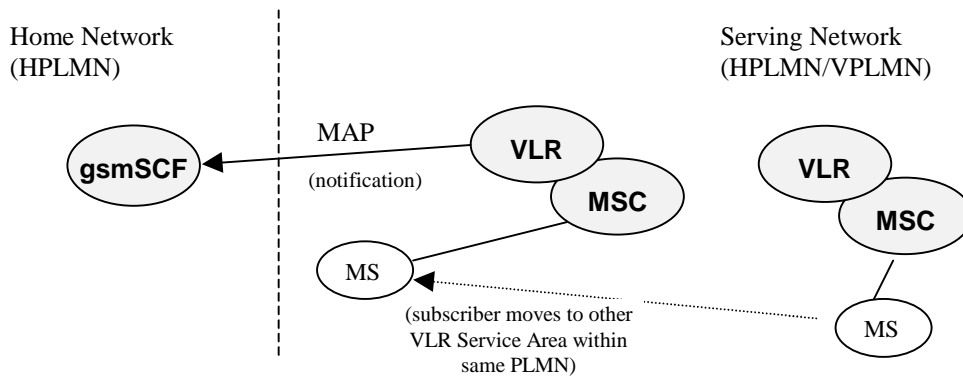 Home Network
(HPLMN)
Serving Network
(HPLMN/VPLMN)
MAP
(notification)
gsmSCF
VLR
MSC
VLR
MSC
MS
MS
(subscriber moves to other
VLR Service Area within
same PLMN)